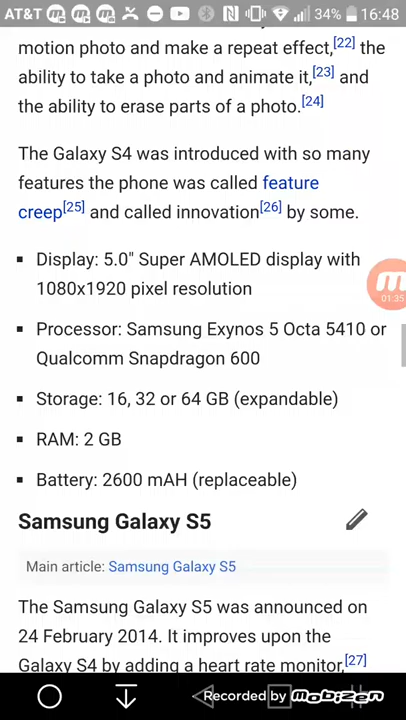 AT&T 34% 16:48
motion photo and make a repeat effect,[22] the
ability to take a photo and animate it,[23] and
the ability to erase parts of a photo.[24]
The Galaxy S4 was introduced with so many
features the phone was called feature
creep[25] and called innovation[26] by some.
▪ Display: 5.0" Super AMOLED display with
1080x1920 pixel resolution
01:35
▪ Processor: Samsung Exynos 5 Octa 5410 or
Qualcomm Snapdragon 600
▪ Storage: 16, 32 or 64 GB (expandable)
▪ RAM: 2 GB
▪ Battery: 2600 mAH (replaceable)
Samsung Galaxy S5
Main article: Samsung Galaxy S5
The Samsung Galaxy S5 was announced on
24 February 2014. It improves upon the
Galaxy S4 by adding a heart rate monitor,[27]
Recorded by Mobizen